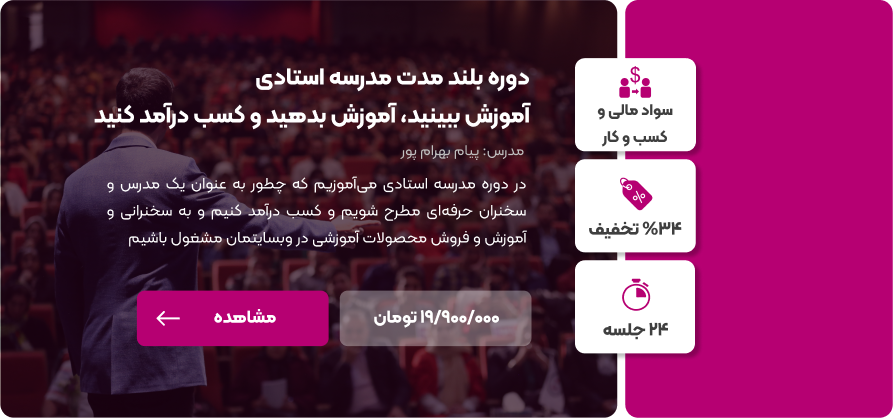 دوره بلند مدت مدرسه استادی
آموزش ببینید، آموزش بدهید و کسب درآمد کنید
مدرس: پیام بهرام پور
در دوره مدرسه استادی می‌آموزیم که چطور به عنوان یک مدرس و
سخنران حرفه‌ای مطرح شویم و کسب درآمد کنیم و به سخنرانی و
آموزش و فروش محصولات آموزشی در وبسایتمان مشغول باشیم
۱۹/۹۰۰/۰۰۰ تومان
مشاهده
$
سواد مالی و
کسب و کار
%
%۳۴ تخفیف
۲۴ جلسه